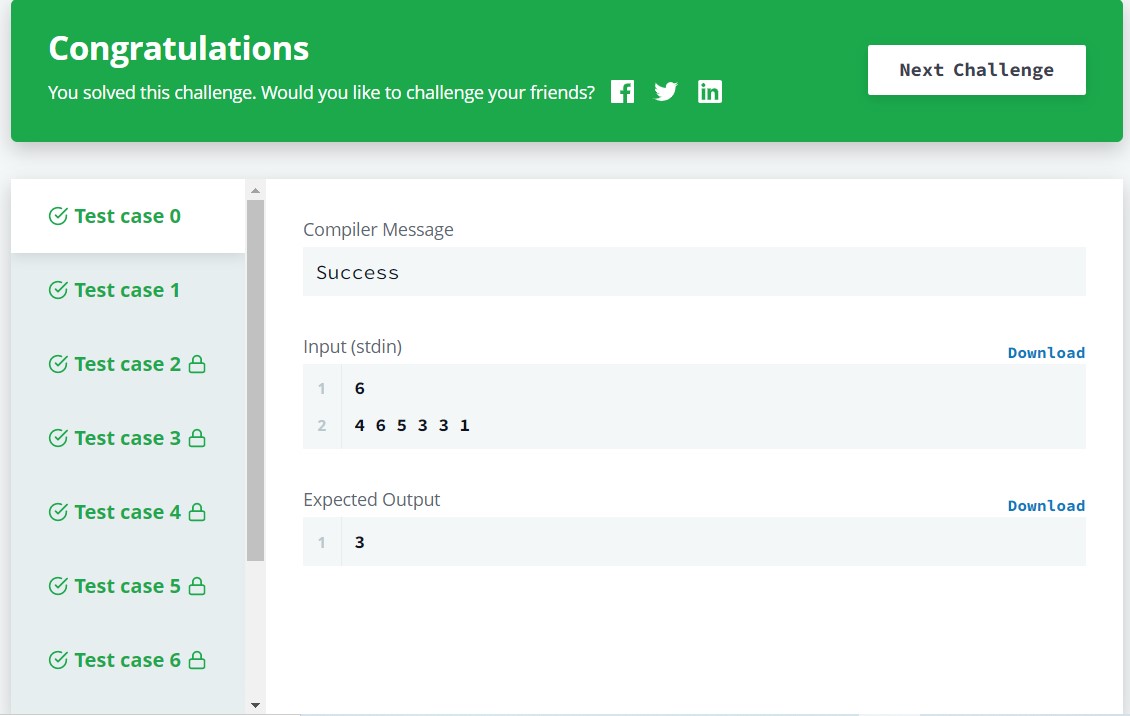 Congratulations
You solved this challenge. Would you like to challenge your friends?
Next Challenge
Test case 0
Test case 1
Test case 2
Test case 3
Test case 4
Test case 5
Test case 6
Compiler Message
Success
Input (stdin)
Download
1 6
2 4 6 5 3 3 1
Expected Output
Download
1 3